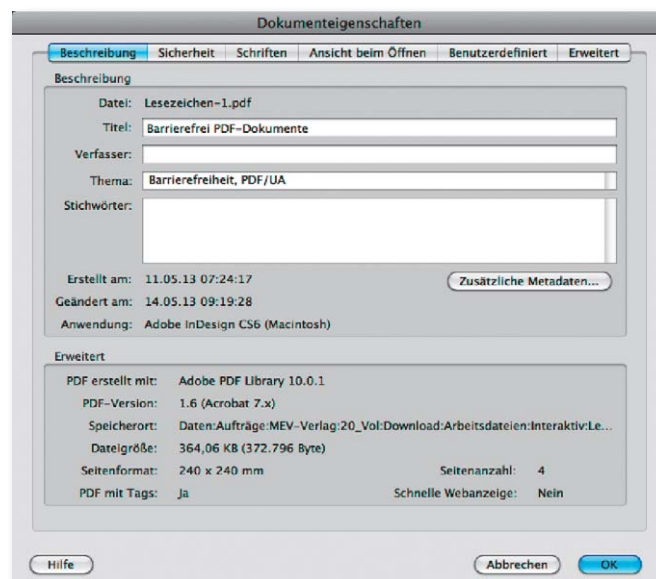 Dokumenteigenschaften
Beschreibung Sicherheit Schriften Ansicht beim Öffnen Benutzerdefiniert Erweitert
Beschreibung
Datei: Lesezeichen-1.pdf
Titel: Barrierefrei PDF-Dokumente
Verfasser:
Thema: Barrierefreiheit, PDF/UA
Stichwörter:
Erstellt am: 11.05.13 07:24:17 Zusätzliche Metadaten...
Geändert am: 14.05.13 09:19:28
Anwendung: Adobe InDesign CS6 (Macintosh)
Erweitert
PDF erstellt mit: Adobe PDF Library 10.0.1
PDF-Version: 1.6 (Acrobat 7.x)
Speicherort: Daten:Aufträge:MEV-Verlag:20_Vol:Download:Arbeitsdateien:Interaktiv:Le...
Dateigröße: 364,06 KB (372.796 Byte)
Seitenformat: 240 x 240 mm Seitenanzahl: 4
PDF mit Tags: Ja Schnelle Webanzeige: Nein
Hilfe Abbrechen OK